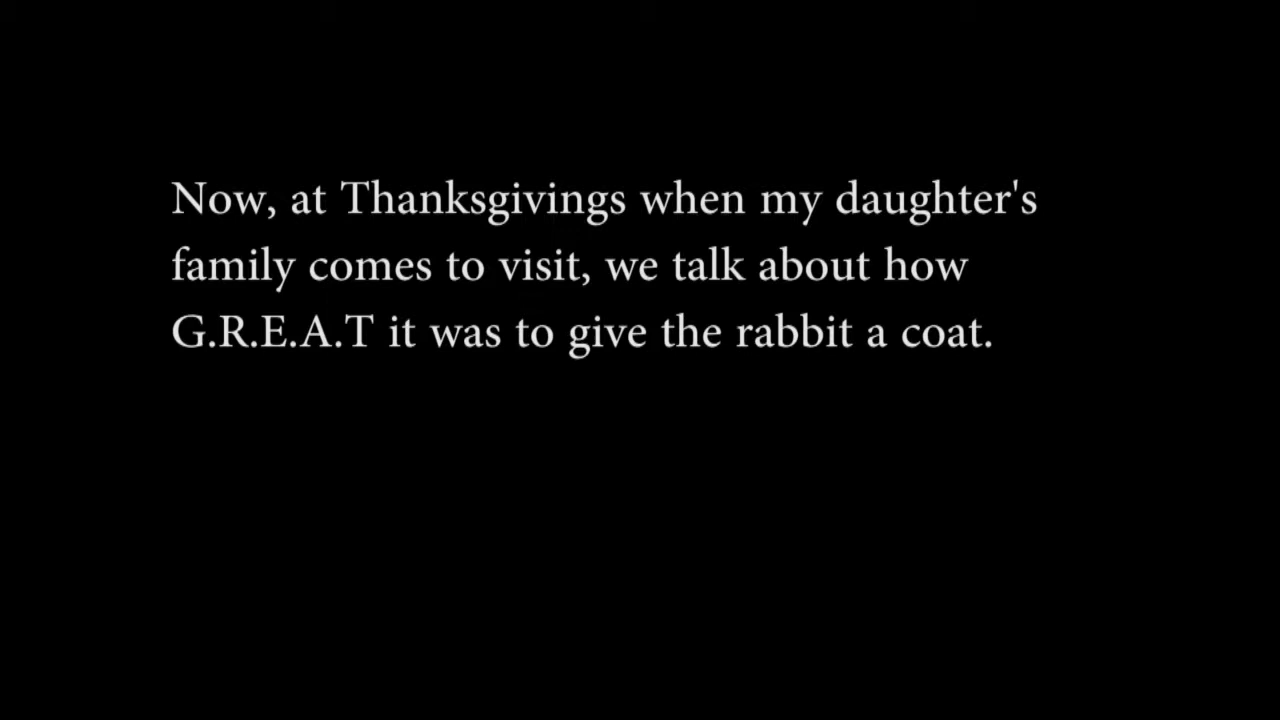 Now, at Thanksgivings when my daughter's
family comes to visit, we talk about how
G.R.E.A.T it was to give the rabbit a coat.